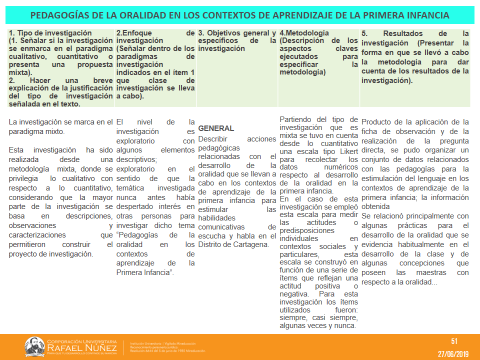 PEDAGOGÍAS DE LA ORALIDAD EN LOS CONTEXTOS DE APRENDIZAJE DE LA PRIMERA INFANCIA
1. Tipo de investigación
(1. Señalar si la investigación
se enmarca en el paradigma
cualitativo, cuantitativo o
presenta una propuesta
mixta).
2. Hacer una breve
explicación de la justificación
del tipo de investigación
señalada en el texto.
2.Enfoque de
investigación
(Señalar dentro de los
paradigmas de
investigación
indicados en el ítem 1
que clase de
investigación se lleva
a cabo).
3. Objetivos general y
específicos de la
investigación
4.Metodología
(Descripción de los
aspectos claves
ejecutados para
especificar la
metodología)
5. Resultados de la
investigación (Presentar la
forma en que se llevó a cabo
la metodología para dar
cuenta de los resultados de la
investigación).
La investigación se marca en el
paradigma mixto.
Esta investigación ha sido
realizada desde una
metodología mixta, donde se
privilegia lo cualitativo con
respecto a lo cuantitativo,
considerando que la mayor
parte de la investigación se
basa en descripciones,
observaciones y
caracterizaciones que
permitieron construir el
proyecto de investigación.
El nivel de la
investigación es
exploratorio con
algunos elementos
descriptivos;
exploratorio en el
sentido de que la
temática investigada
nunca antes había
despertado interés en
otras personas para
investigar dicho tema
"Pedagogías de la
oralidad en los
contextos de
aprendizaje de la
Primera Infancia".
GENERAL
Describir acciones
pedagógicas
relacionadas con el
desarrollo de la
oralidad que se llevan a
cabo en los contextos
de aprendizaje de la
primera infancia para
estimular las
habilidades
comunicativas de
escucha y habla en el
Distrito de Cartagena.
Partiendo del tipo de
investigación que es
mixta se tuvo en cuenta
desde lo cuantitativo
una escala tipo Likert
para recolectar los
datos numéricos
respecto al desarrollo
de la oralidad en la
primera infancia.
En el caso de esta
investigación se empleó
esta escala para medir
las actitudes o
predisposiciones
individuales en
contextos sociales y
particulares, esta
escala se construyó en
función de una serie de
ítems que reflejan una
actitud positiva o
negativa. Para esta
investigación los ítems
utilizados fueron:
siempre, casi siempre,
algunas veces y nunca.
Producto de la aplicación de la
ficha de observación y de la
realización de la pregunta
directa, se pudo organizar un
conjunto de datos relacionados
con las pedagogías para la
estimulación del lenguaje en los
contextos de aprendizaje de la
primera infancia; la información
obtenida
Se relacionó principalmente con
algunas prácticas para el
desarrollo de la oralidad que se
evidencia habitualmente en el
desarrollo de la clase y de
algunas concepciones que
poseen las maestras con
respecto a la oralidad...
CORPORACIÓN UNIVERSITARIA
RAFAEL NÚÑEZ
51
27/06/2019